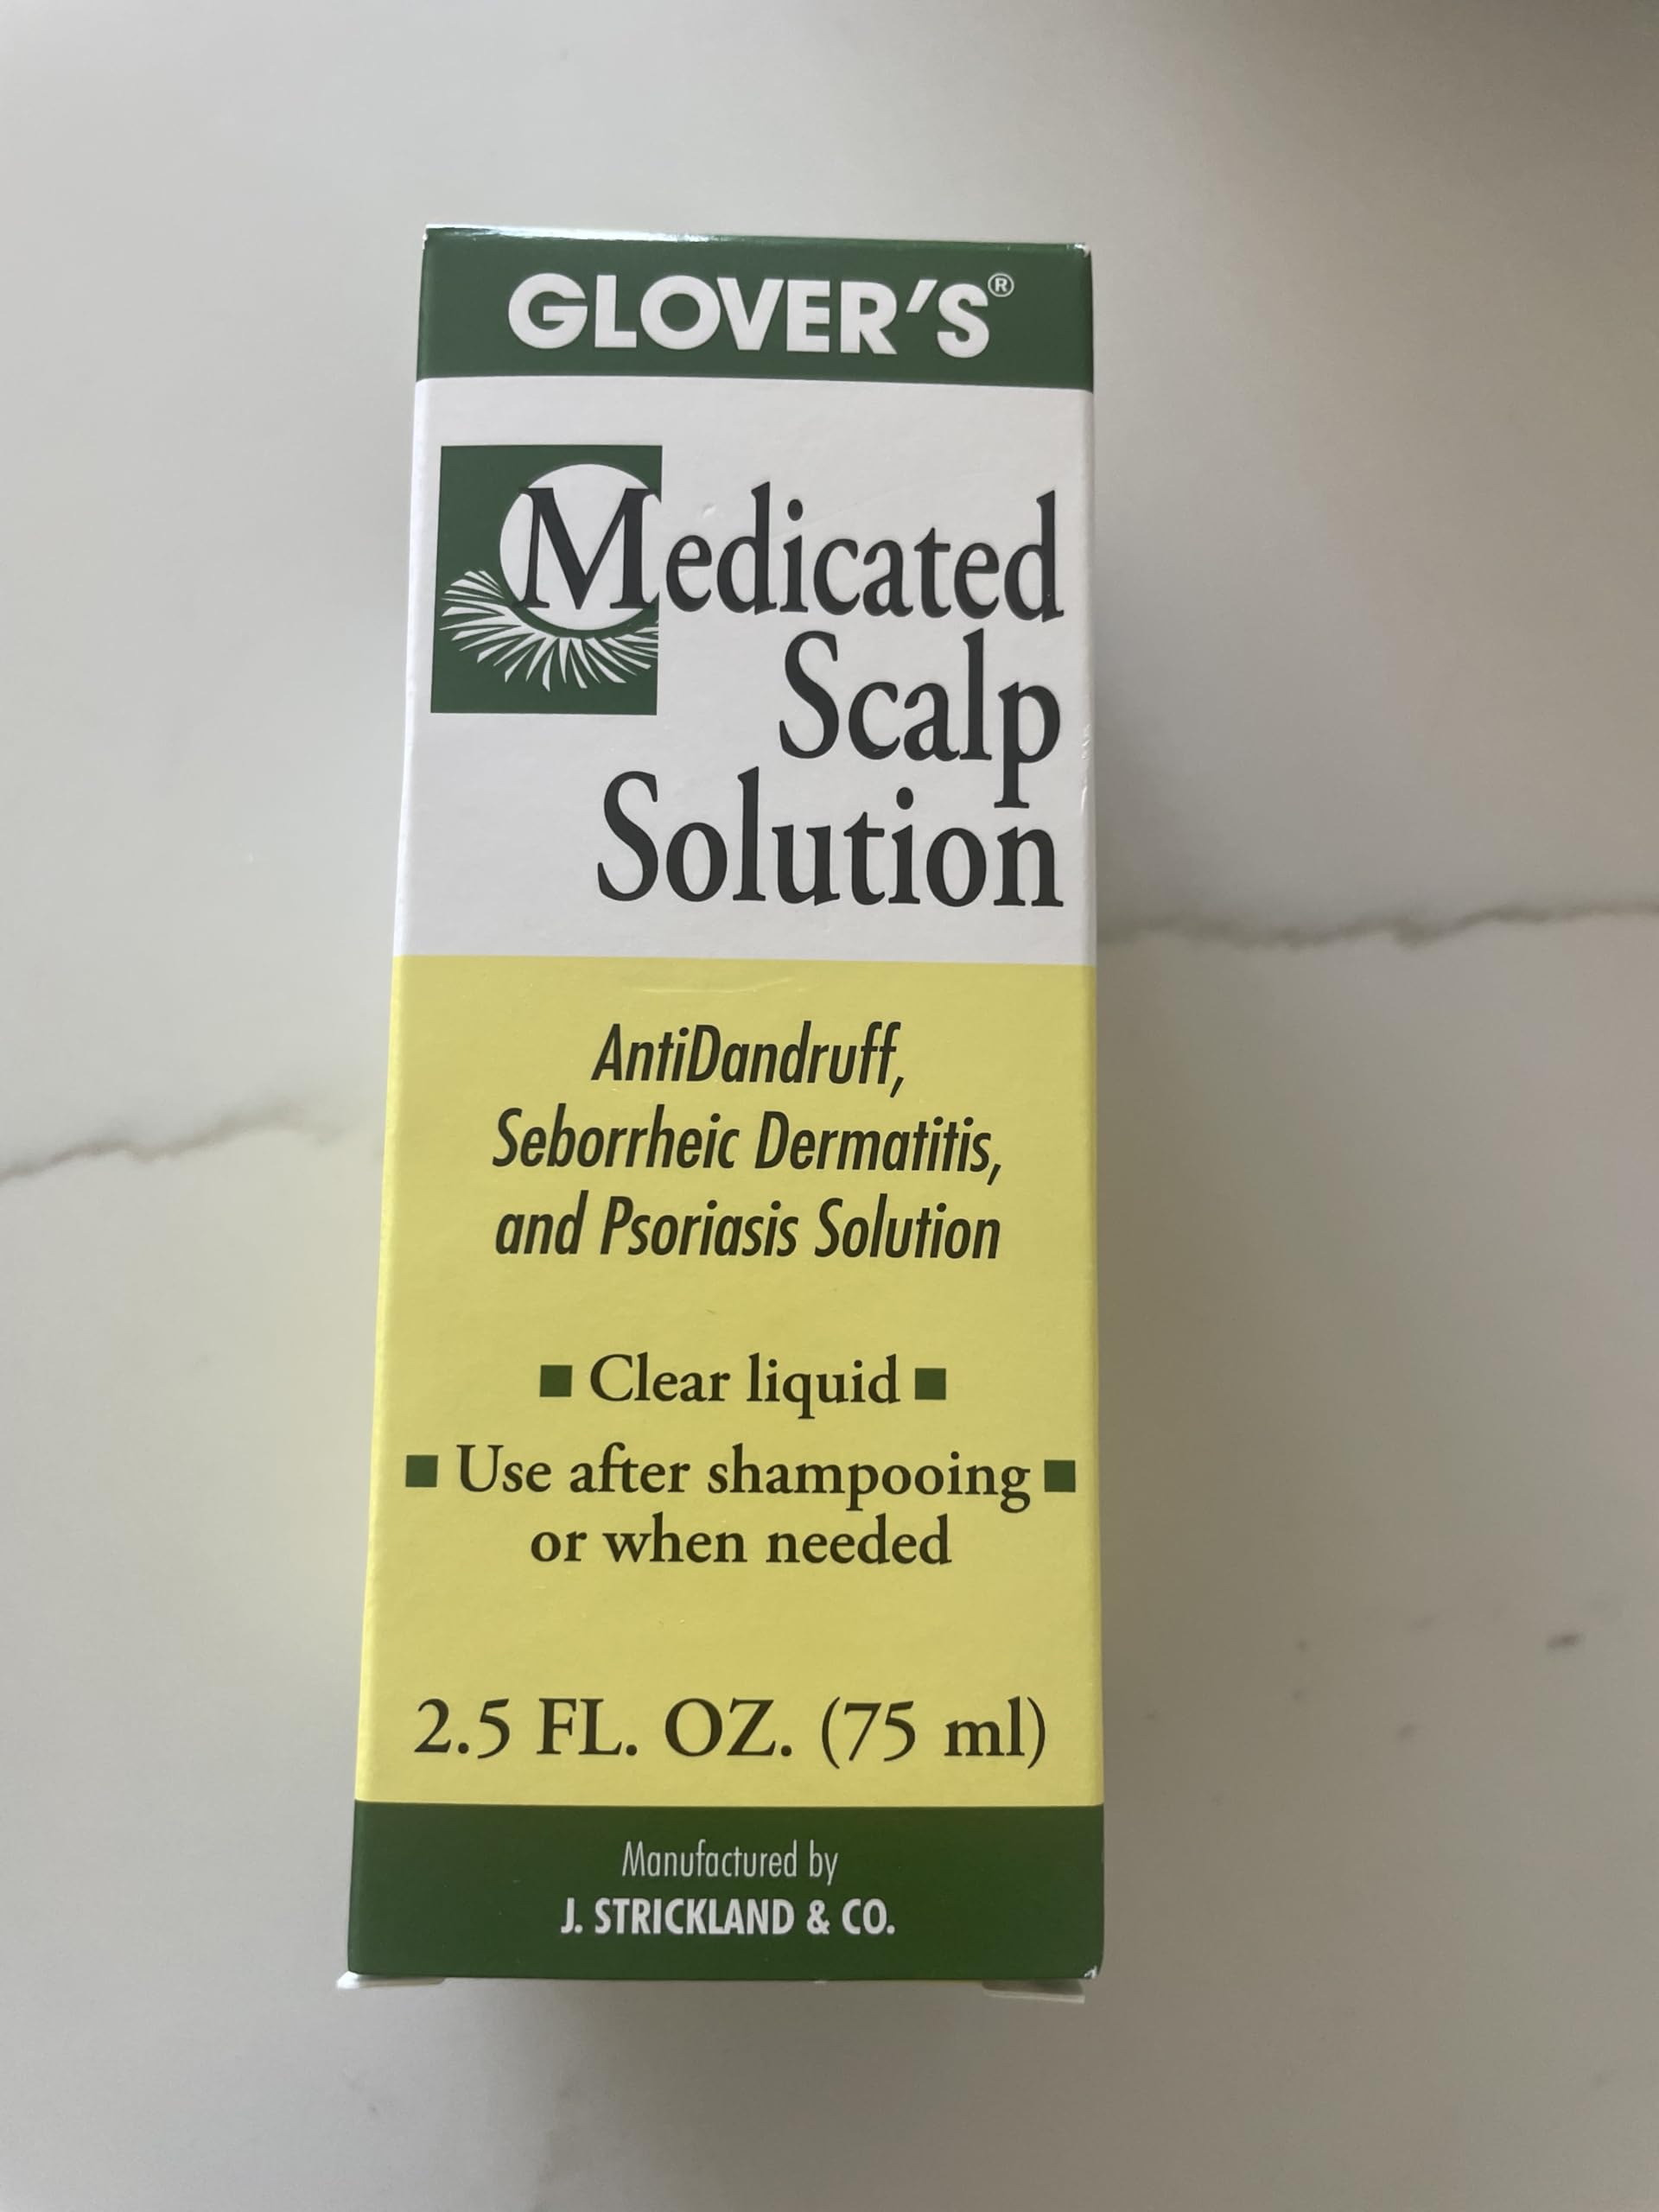 GLOVER'S®
Medicated
Scalp
Solution
AntiDandruff,
Seborrheic Dermatitis,
and Psoriasis Solution
■ Clear liquid ■
■ Use after shampooing ■
or when needed
2.5 FL. OZ. (75 ml)
Manufactured by
J. STRICKLAND & CO.